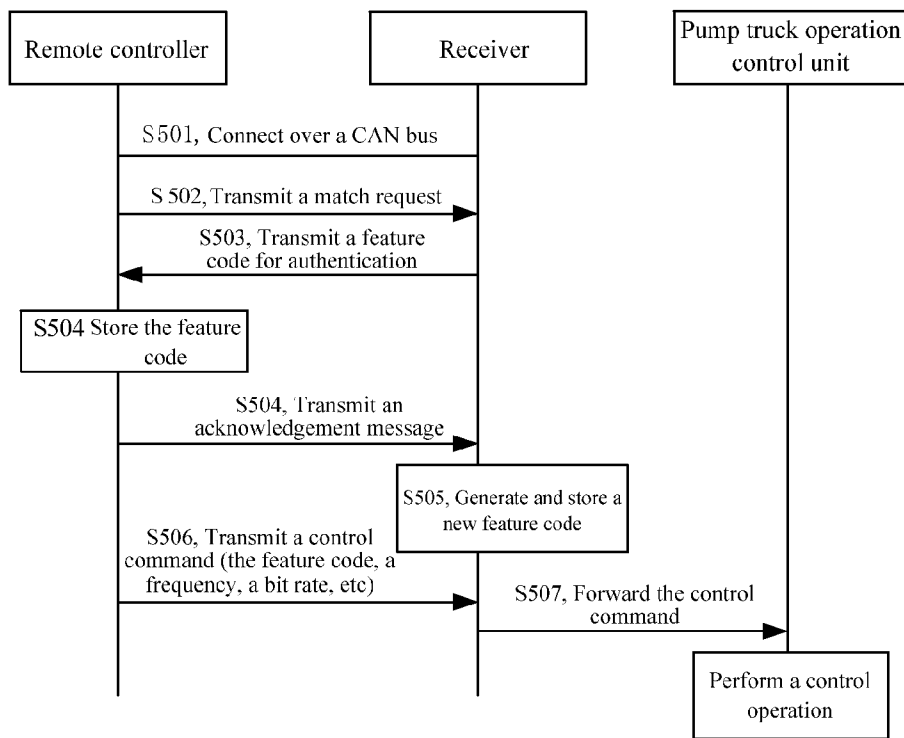 Remote controller
Receiver
Pump truck operation
control unit
S501, Connect over a CAN bus
S 502, Transmit a match request
S503, Transmit a feature
code for authentication
S504 Store the feature
code
S504, Transmit an
acknowledgement message
S505, Generate and store a
new feature code
S506, Transmit a control
command (the feature code, a
frequency, a bit rate, etc)
S507, Forward the control
command
Perform a control
operation